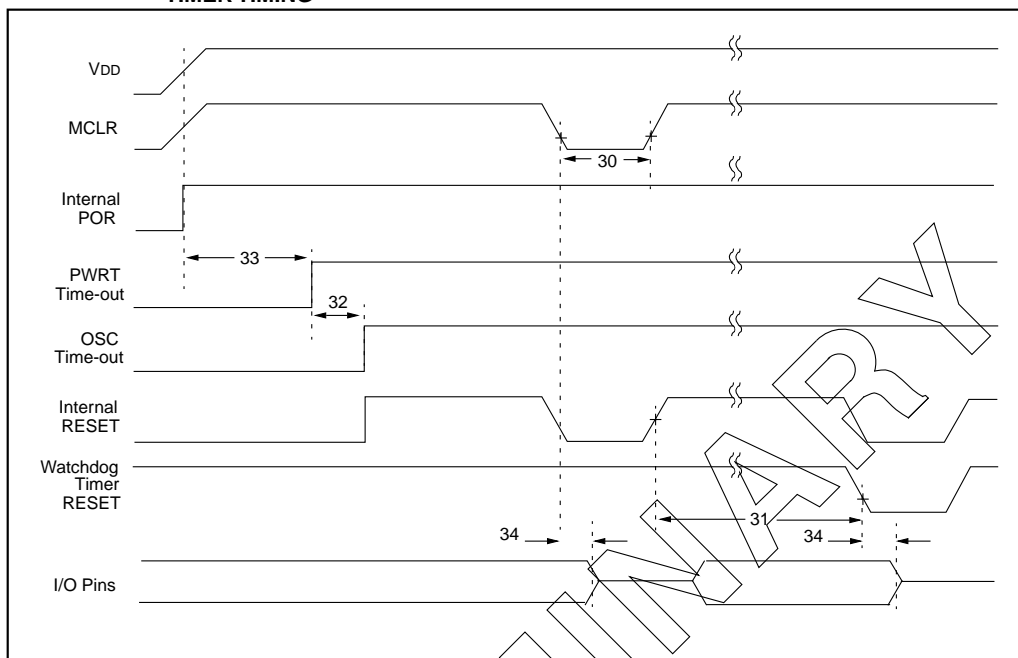 TIMER TIMING
VDD
MCLR
30
Internal
POR
33
PWRT
Time-out
32
OSC
Time-out
Internal
RESET
Watchdog
Timer
RESET
31
34
34
I/O Pins
INARY